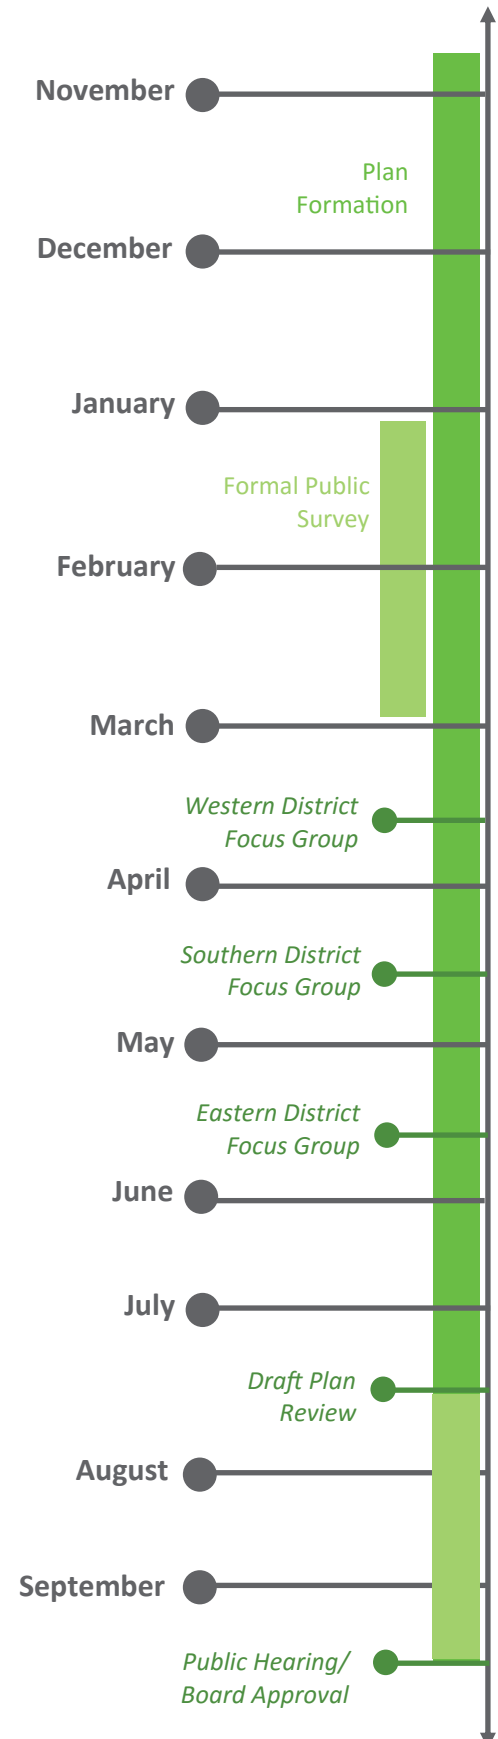 November
Plan
Formation
December
January
Formal Public
Survey
February
March
Western District
Focus Group
April
Southern District
Focus Group
May
Eastern District
Focus Group
June
July
Draft Plan
Review
August
September
Public Hearing/
Board Approval